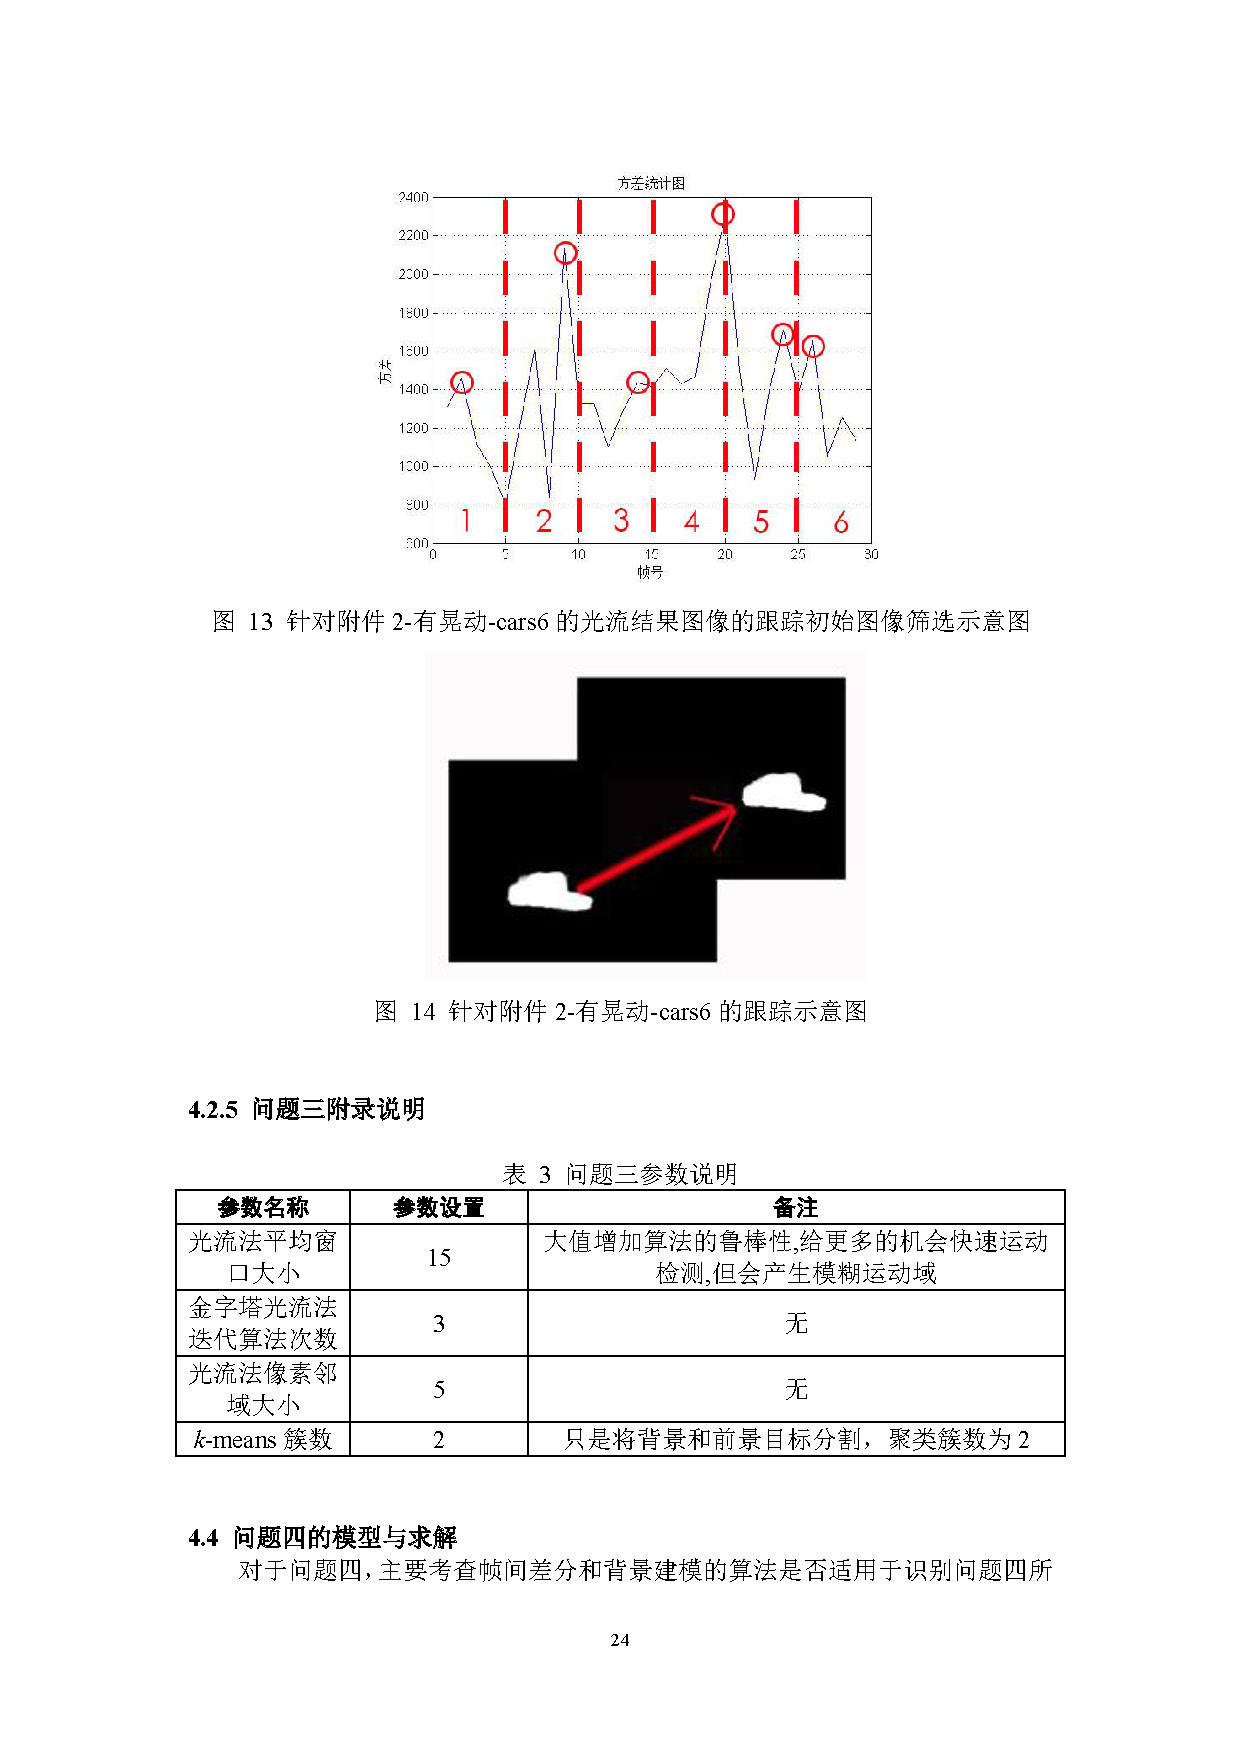 方差统计图
2400
2200
2000
1800
1600
1400
1200
1000
800
600
方差
1 2 3 4 5 6
0 5 10 15 20 25 30
帧号
图 13 针对附件 2-有晃动-cars6 的光流结果图像的跟踪初始图像筛选示意图
图 14 针对附件 2-有晃动-cars6 的跟踪示意图
4.2.5 问题三附录说明
表 3 问题三参数说明
参数名称 参数设置 备注
光流法平均窗
口大小
15
大值增加算法的鲁棒性,给更多的机会快速运动
检测,但会产生模糊运动域
金字塔光流法
迭代算法次数
3
无
光流法像素邻
域大小
5
无
k-means 簇数 2 只是将背景和前景目标分割，聚类簇数为 2
4.4 问题四的模型与求解
对于问题四，主要考查帧间差分和背景建模的算法是否适用于识别问题四所
24